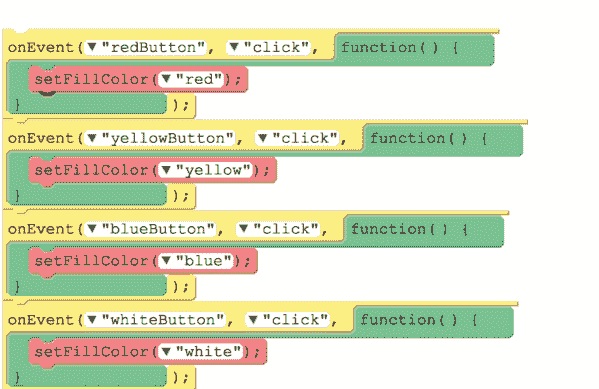 onEvent(▼"redButton", ▼"click", function() {
setFillColor(▼"red");
} );
onEvent(▼"yellowButton", ▼"click", function() {
setFillColor(▼"yellow");
} );
onEvent(▼"blueButton", ▼"click", function() {
setFillColor(▼"blue");
} );
onEvent(▼"whiteButton", ▼"click", function() {
setFillColor(▼"white");
} );